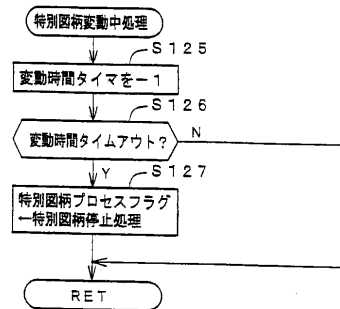 特別図柄変動中処理
S125
変動時間タイマを－1
S126
変動時間タイムアウト？
N
Y
S127
特別図柄プロセスフラグ
←特別図柄停止処理
RET